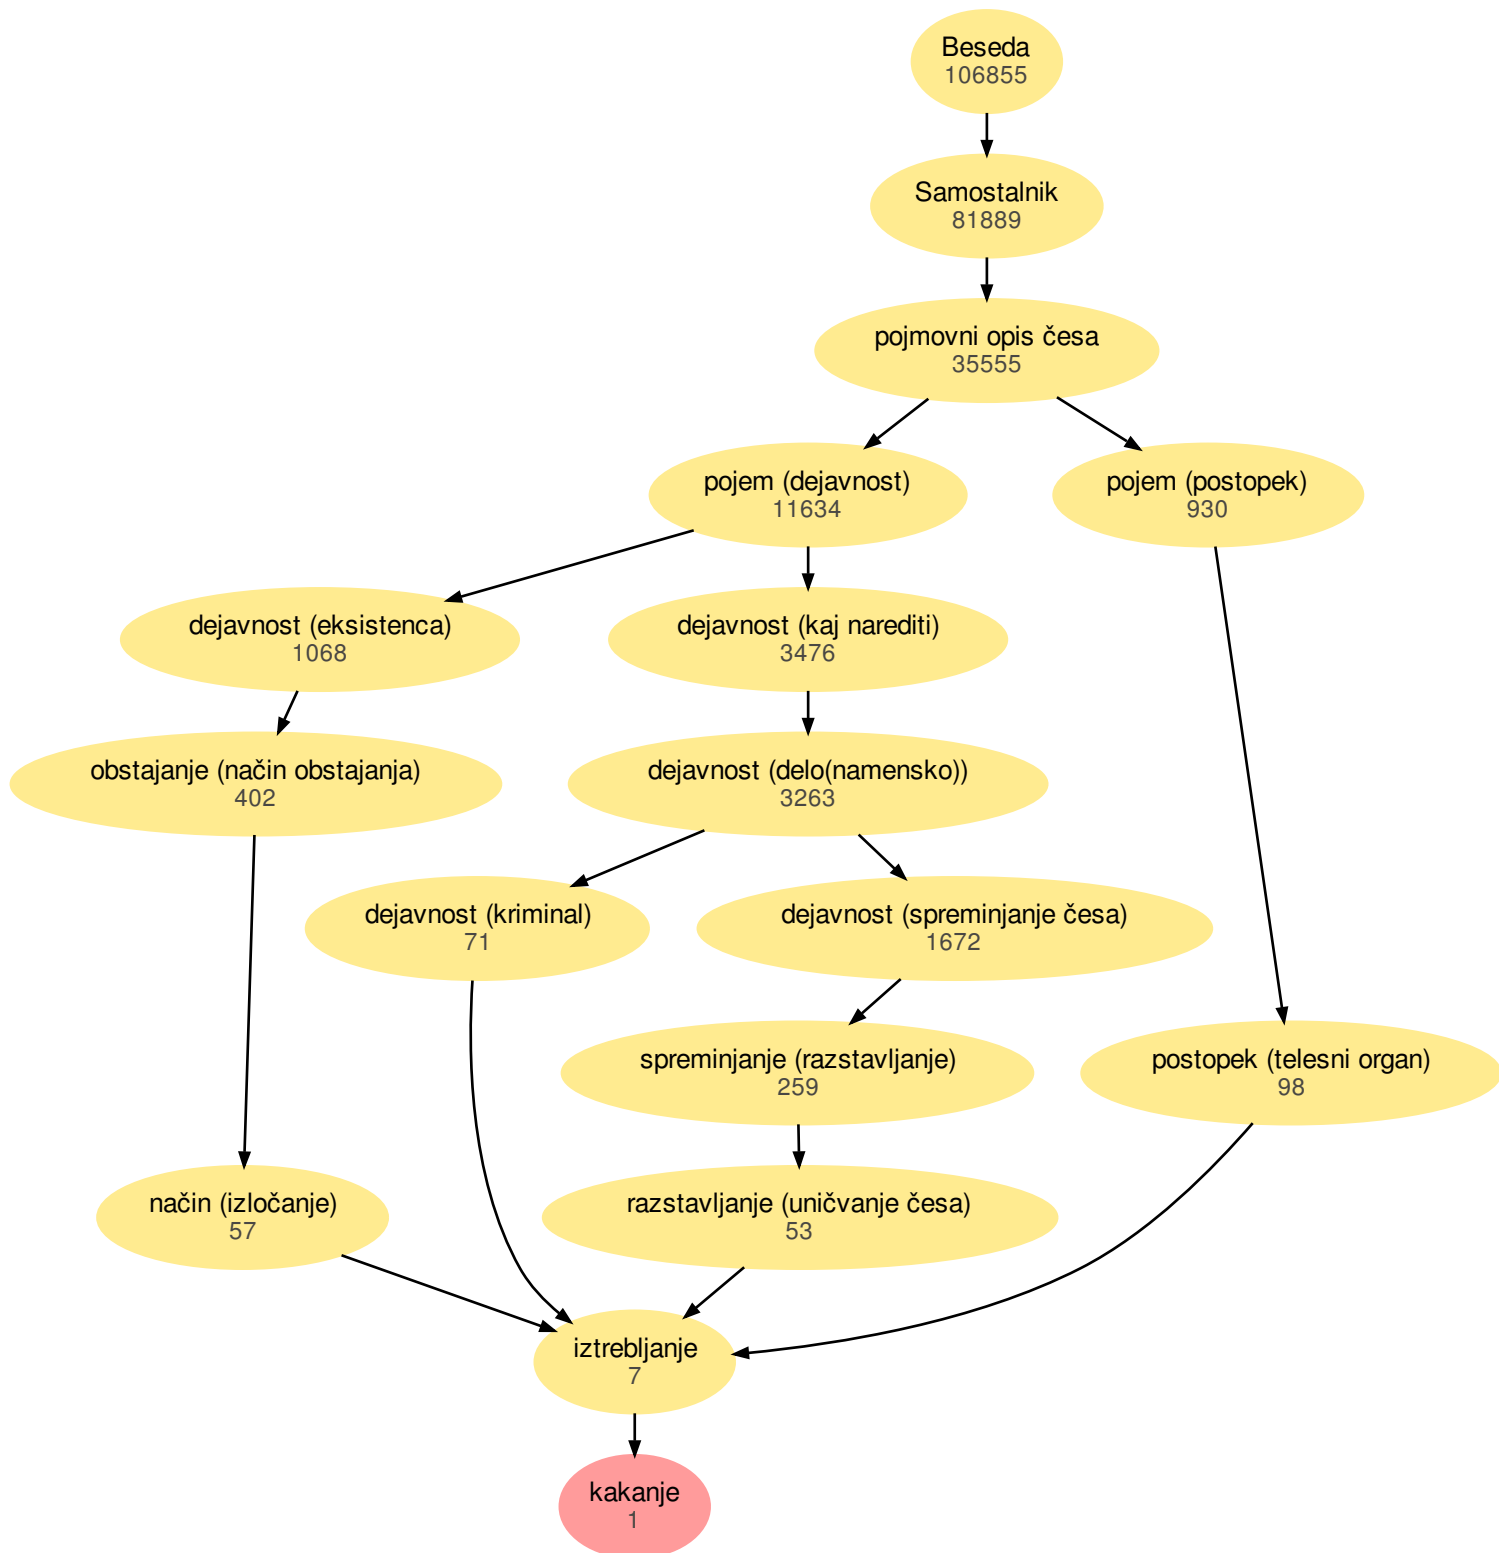 Beseda
106855
Samostalnik
81889
pojmovni opis česa
35555
pojem (dejavnost)
11634
pojem (postopek)
930
dejavnost (eksistenca)
1068
dejavnost (kaj narediti)
3476
obstajanje (način obstajanja)
402
dejavnost (delo(namensko))
3263
dejavnost (kriminal)
71
dejavnost (spreminjanje česa)
1672
spreminjanje (razstavljanje)
259
postopek (telesni organ)
98
način (izločanje)
57
razstavljanje (uničvanje česa)
53
iztrebljanje
7
kakanje
1